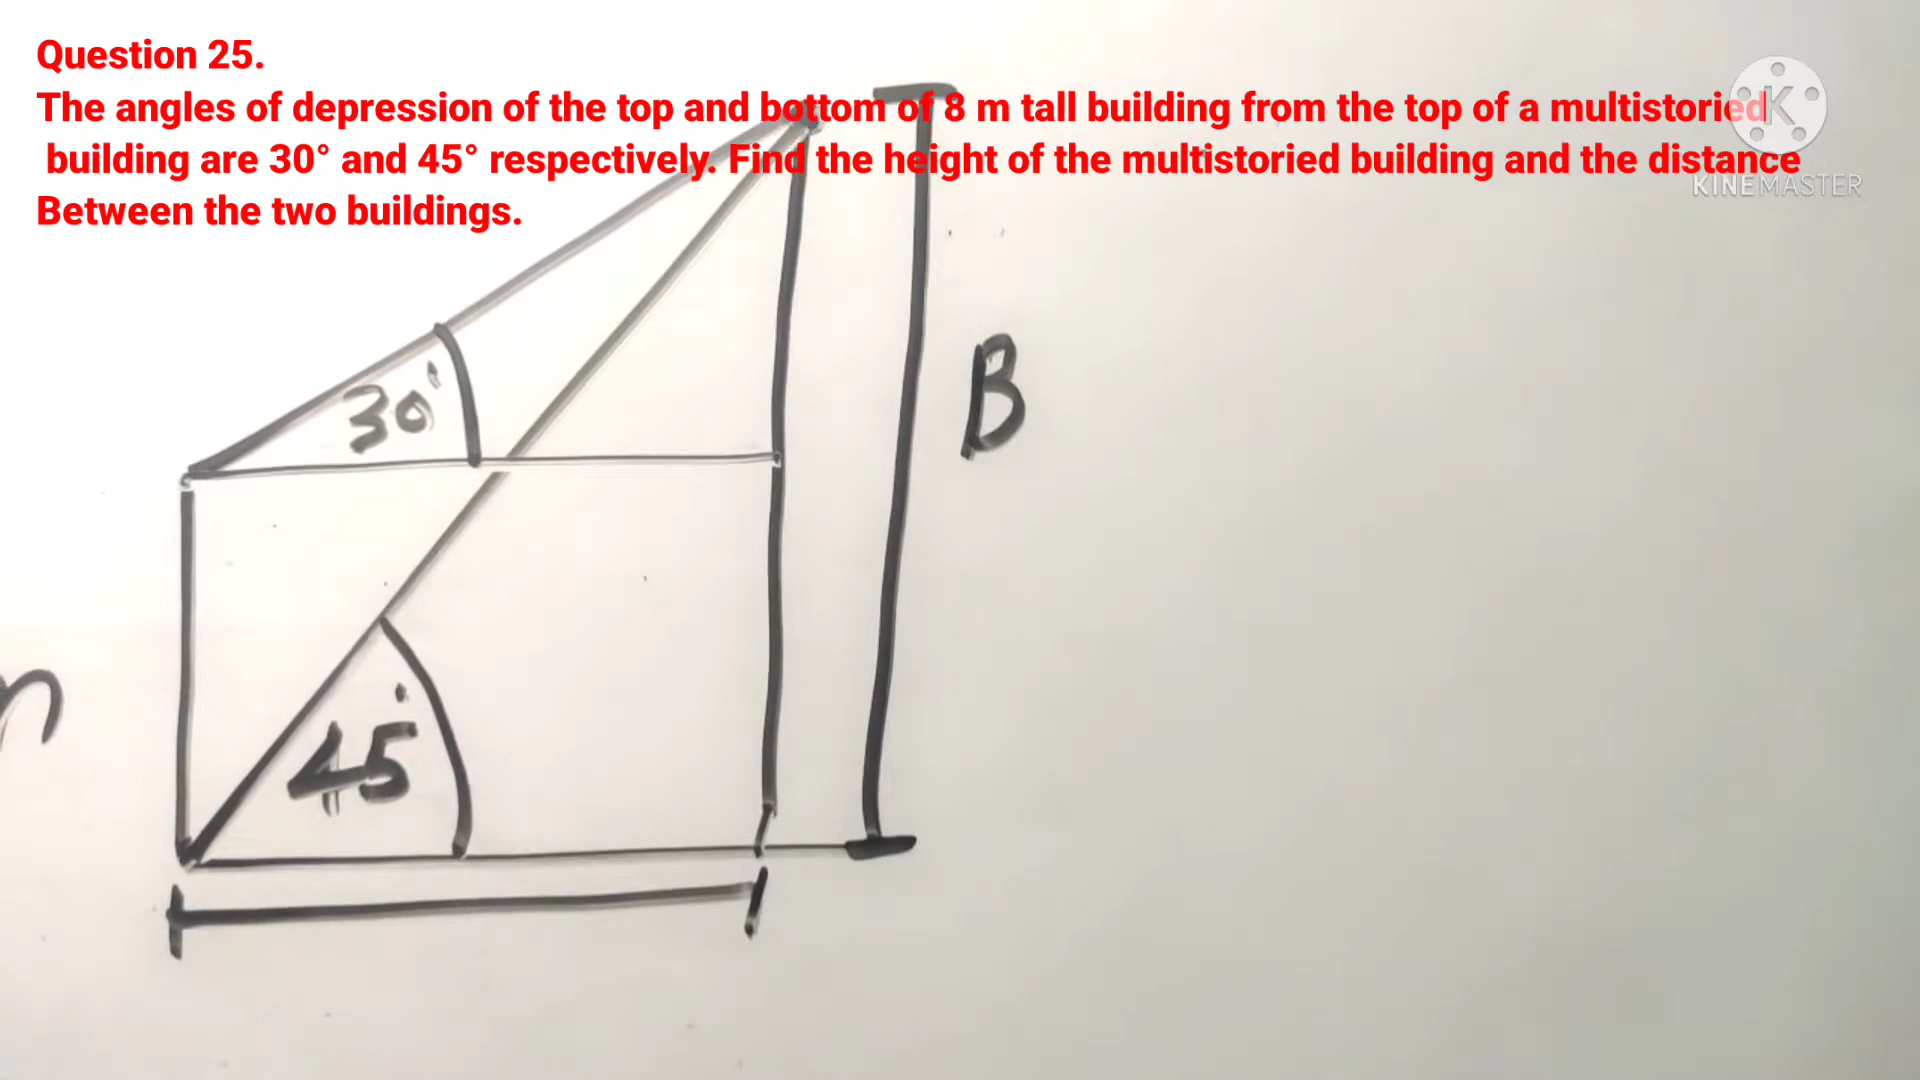 Question 25.
The angles of depression of the top and bottom of 8 m tall building from the top of a multistoried
building are 30° and 45° respectively. Find the height of the multistoried building and the distance
Between the two buildings.
K
KINEMASTER
30°
B
45°